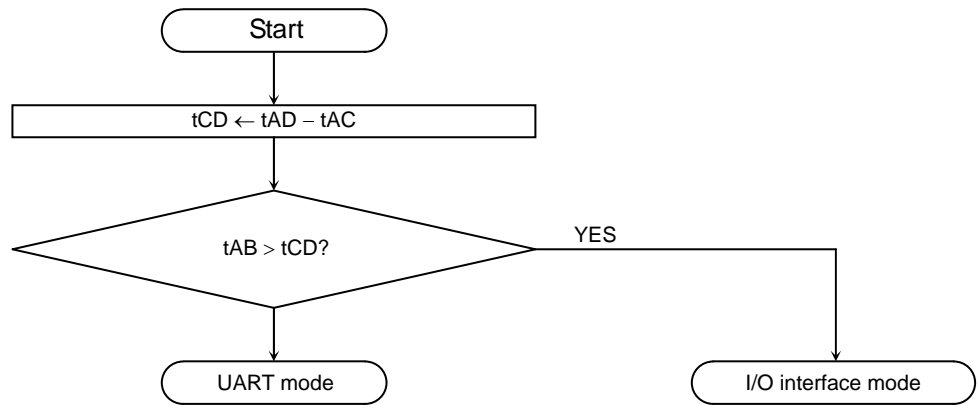 Start
tCD ← tAD − tAC
tAB > tCD?
YES
UART mode
I/O interface mode